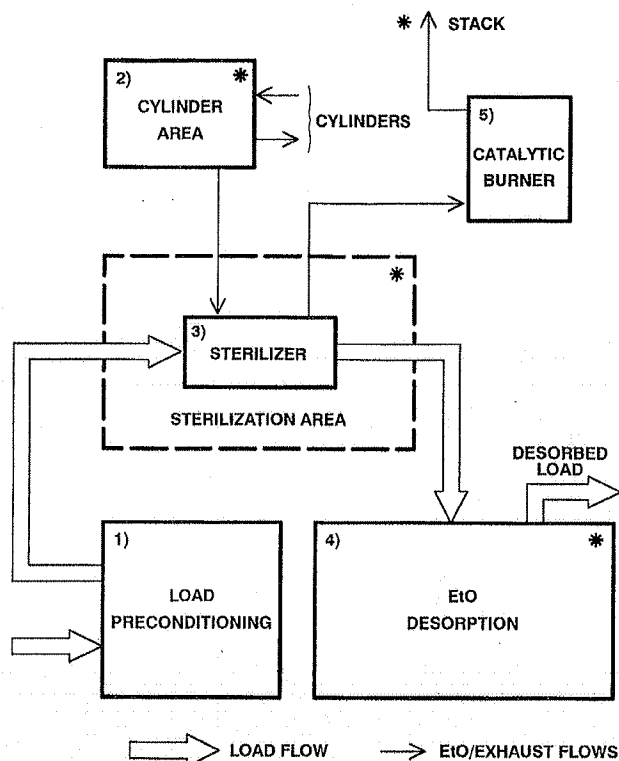 * STACK
2) *
CYLINDER
AREA
CYLINDERS
5)
CATALYTIC
BURNER
*
3)
STERILIZER
STERILIZATION AREA
DESORBED
LOAD
1)
LOAD
PRECONDITIONING
4) *
EtO
DESORPTION
LOAD FLOW
EtO/EXHAUST FLOWS